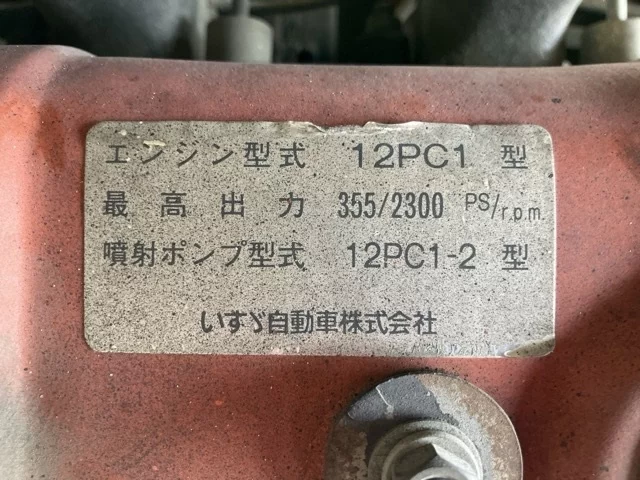 エンジン型式 12PC1 型
最高出力 355/2300 PS/r.p.m.
噴射ポンプ型式 12PC1-2 型
いすゞ自動車株式会社